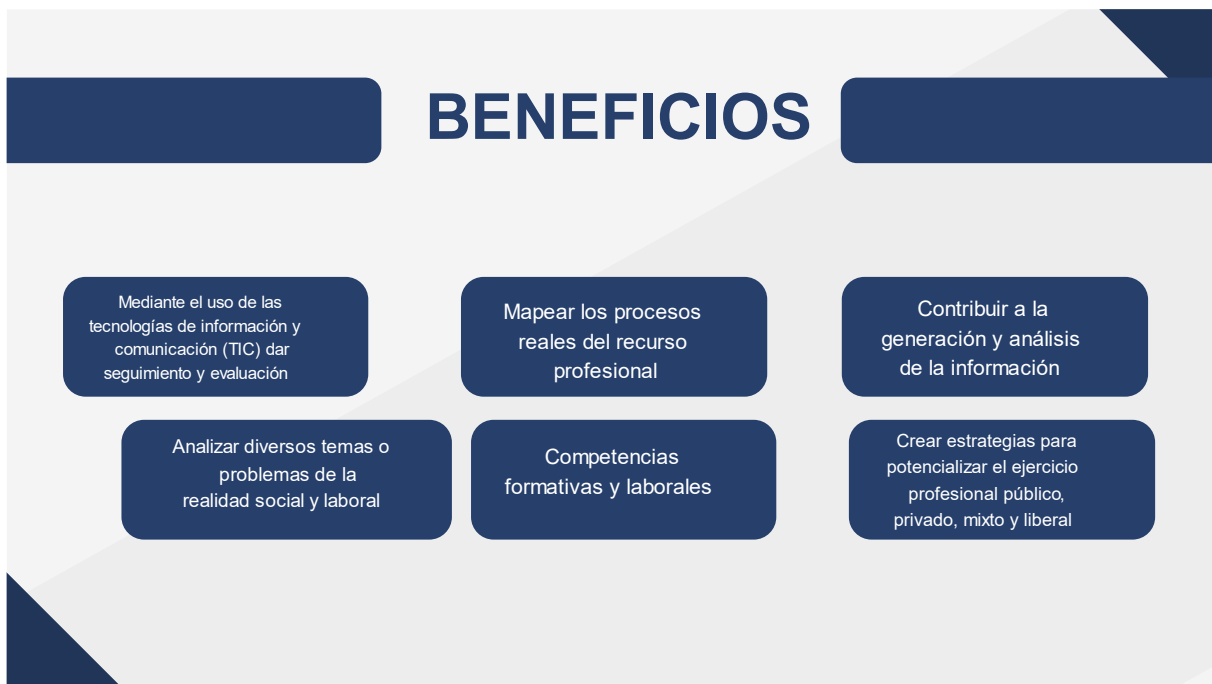 BENEFICIOS
Mediante el uso de las
tecnologías de información y
comunicación (TIC) dar
seguimiento y evaluación
Mapear los procesos
reales del recurso
profesional
Contribuir a la
generación y análisis
de la información
Analizar diversos temas o
problemas de la
realidad social y laboral
Competencias
formativas y laborales
Crear estrategias para
potencializar el ejercicio
profesional público,
privado, mixto y liberal